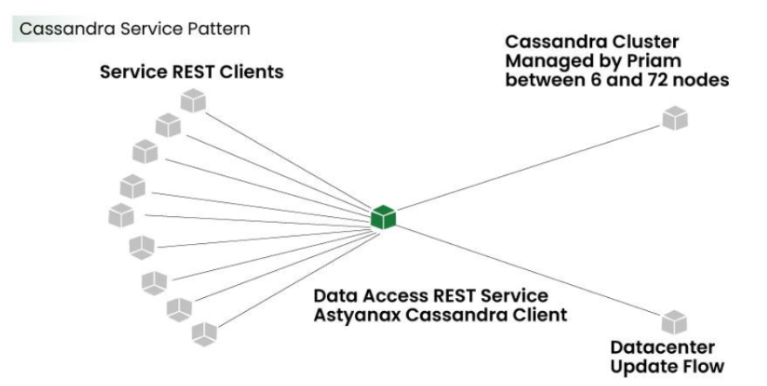 Cassandra Service Pattern
Service REST Clients
Cassandra Cluster
Managed by Priam
between 6 and 72 nodes
Data Access REST Service
Astyanax Cassandra Client
Datacenter
Update Flow